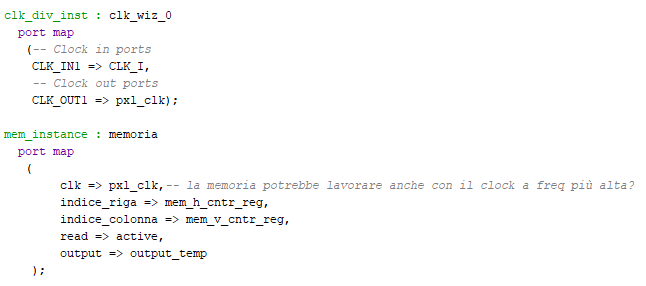 clk_div_inst : clk_wiz_0
port map
(-- Clock in ports
CLK_IN1 => CLK_I,
-- Clock out ports
CLK_OUT1 => pxl_clk);
mem_instance : memoria
port map
(
clk => pxl_clk,-- la memoria potrebbe lavorare anche con il clock a freq più alta?
indice_riga => mem_h_cntr_reg,
indice_colonna => mem_v_cntr_reg,
read => active,
output => output_temp
);